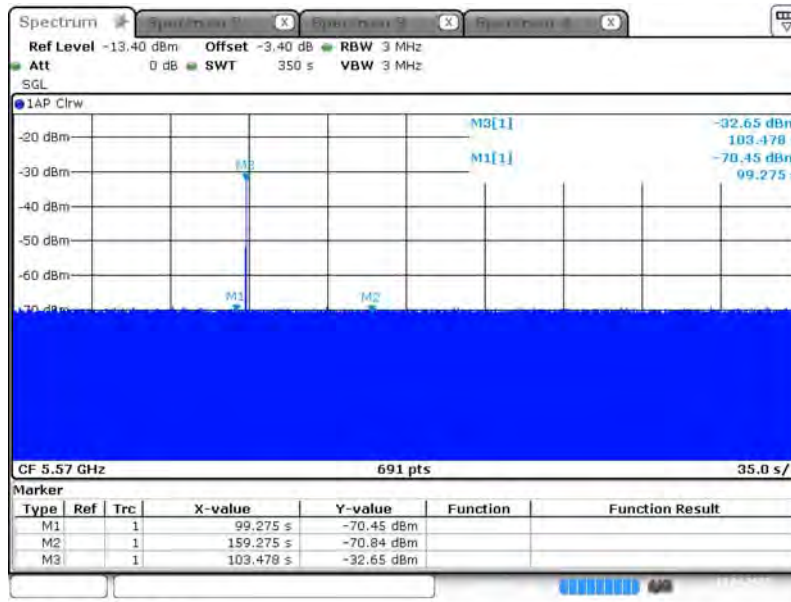 Spectrum
X
X
X
Ref Level -13.40 dBm Offset -3.40 dB RBW 3 MHz
Att 0 dB SWT 350 s VBW 3 MHz
SGL
1AP Clrw
M3[1] -32.65 dBm
103.478 s
M1[1] -70.45 dBm
99.275 s
-20 dBm
-30 dBm
-40 dBm
-50 dBm
-60 dBm
-70 dBm
M3
M1
M2
CF 5.57 GHz 691 pts 35.0 s/
Marker
Type Ref Trc X-value Y-value Function Function Result
M1 1 99.275 s -70.45 dBm
M2 1 159.275 s -70.84 dBm
M3 1 103.478 s -32.65 dBm